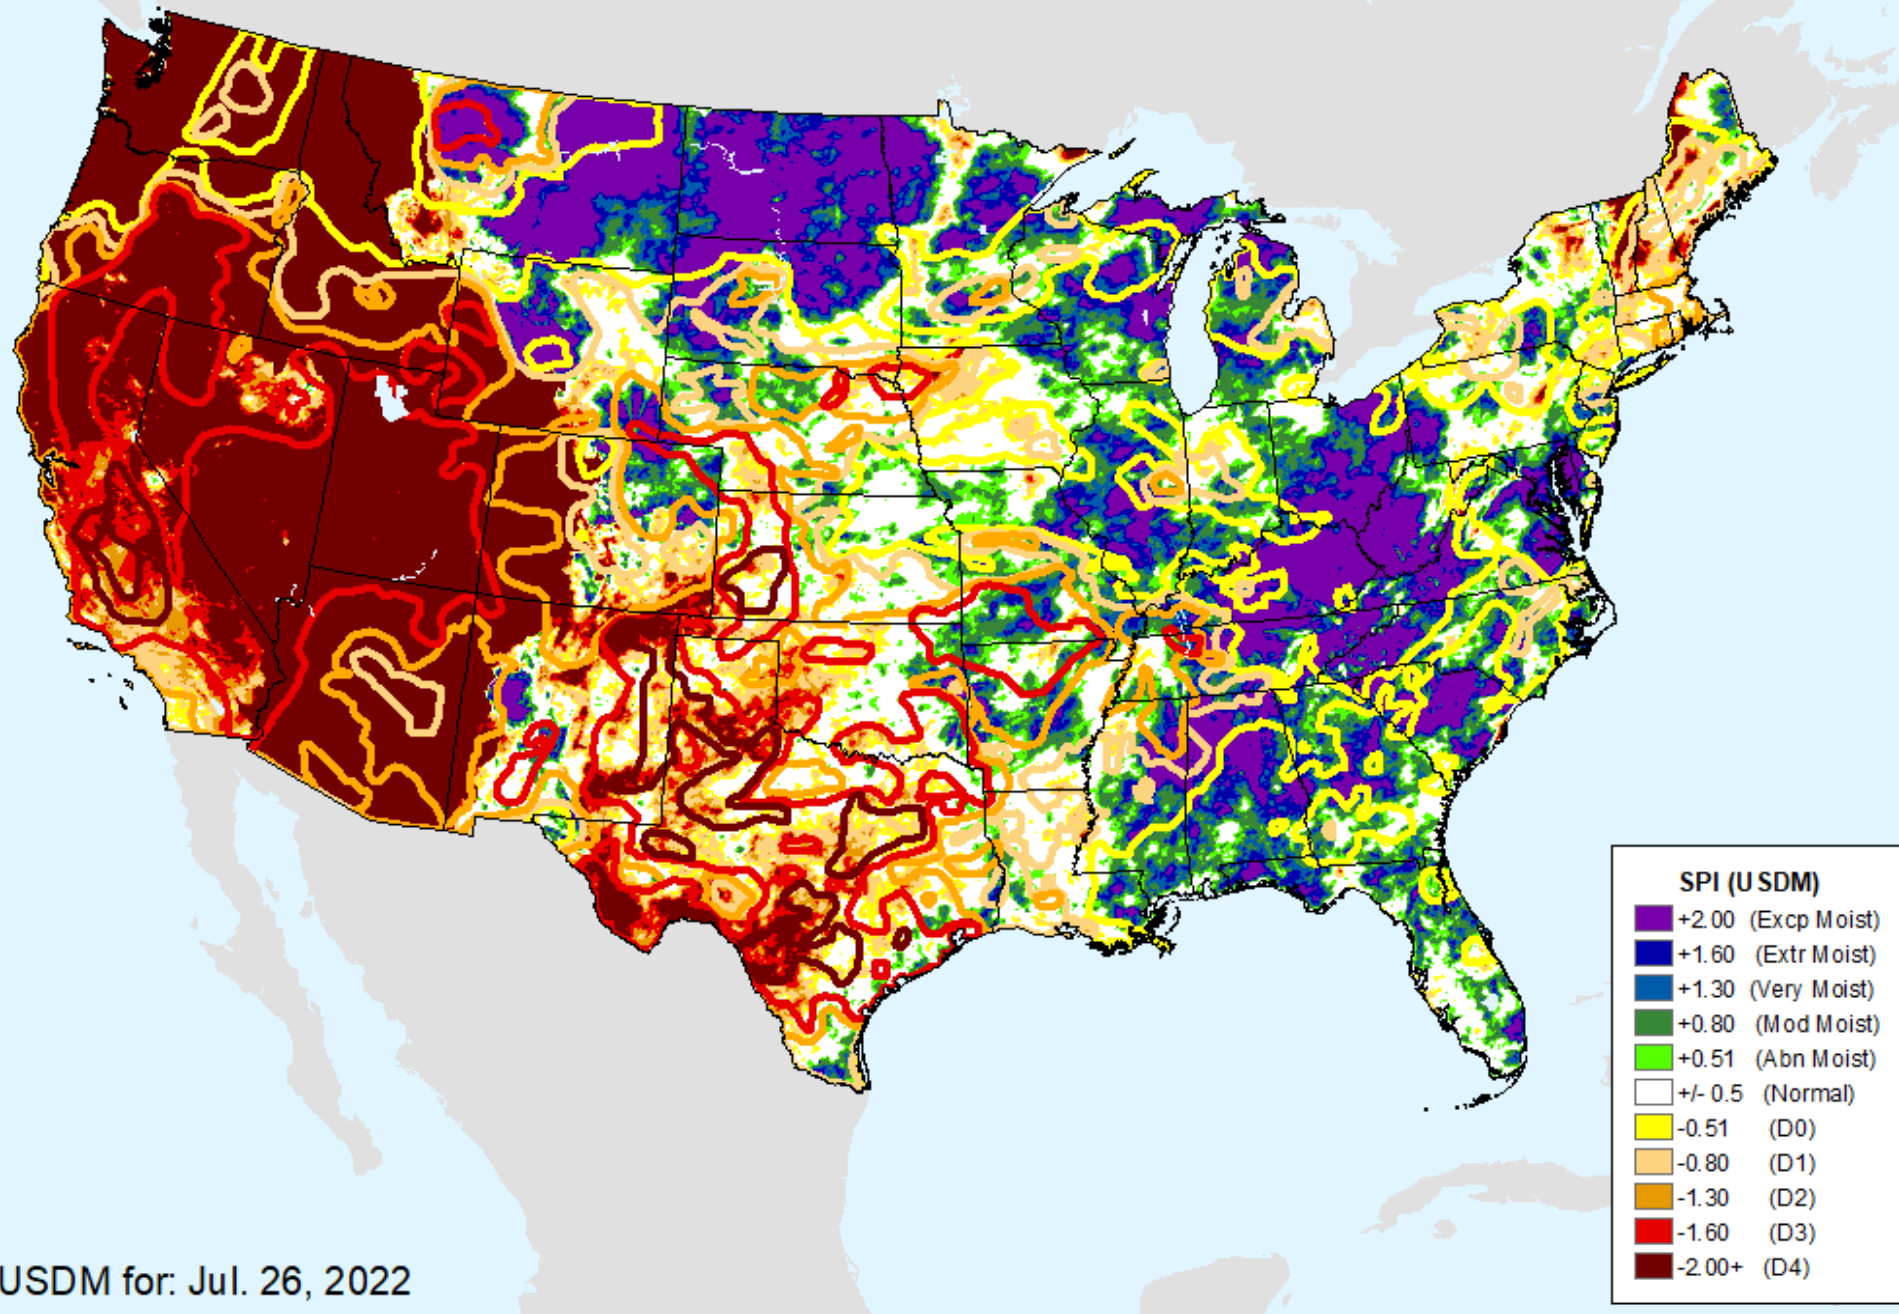 SPI (USDM)
+2.00 (Excp Moist)
+1.60 (Extr Moist)
+1.30 (Very Moist)
+0.80 (Mod Moist)
+0.51 (Abn Moist)
+/- 0.5 (Normal)
-0.51 (D0)
-0.80 (D1)
-1.30 (D2)
-1.60 (D3)
-2.00+ (D4)
USDM for: Jul. 26, 2022